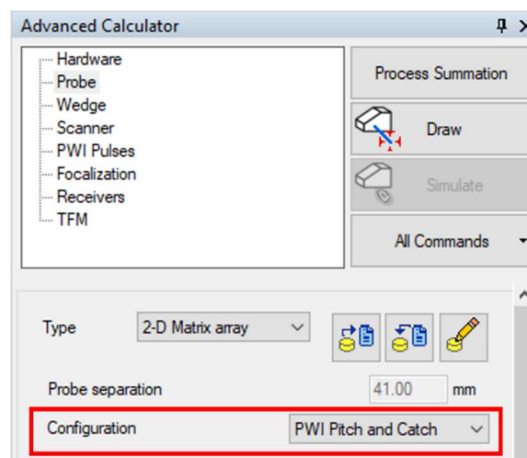 Advanced Calculator
Hardware
Probe
Wedge
Scanner
PWI Pulses
Focalization
Receivers
TFM
Process Summation
Draw
Simulate
All Commands
Type 2-D Matrix array
Probe separation 41.00 mm
Configuration PWI Pitch and Catch